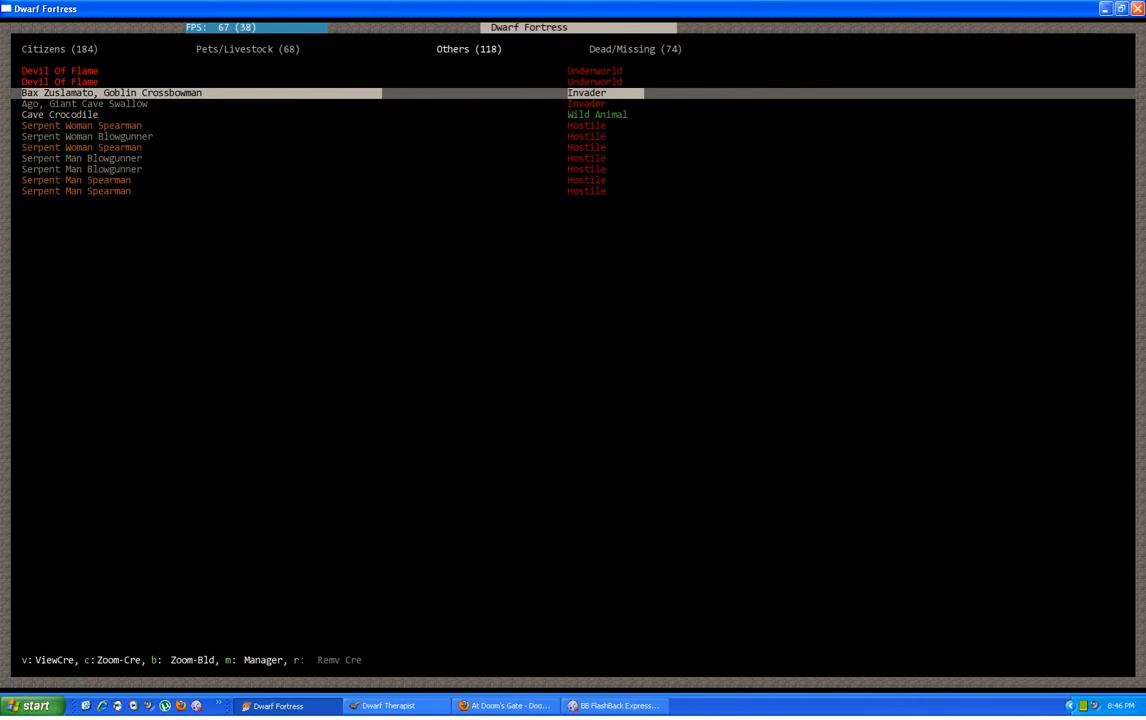 Dwarf Fortress
FPS: 67 (38) Dwarf Fortress
Citizens (184) Pets/Livestock (68) Others (118) Dead/Missing (74)
Devil Of Flame Underworld
Devil Of Flame Underworld
Bax Zuslamato, Goblin Crossbowman Invader
Ago, Giant Cave Swallow Invader
Cave Crocodile Wild Animal
Serpent Woman Spearman Hostile
Serpent Woman Blowgunner Hostile
Serpent Woman Spearman Hostile
Serpent Man Blowgunner Hostile
Serpent Man Blowgunner Hostile
Serpent Man Spearman Hostile
Serpent Man Spearman Hostile
v:ViewCre, c:Zoom-Cre, b: Zoom-Bld, m: Manager, r: Remv Cre
start Dwarf Fortress Dwarf Therapist At Doom's Gate - Doo... BB FlashBack Express... 8:46 PM